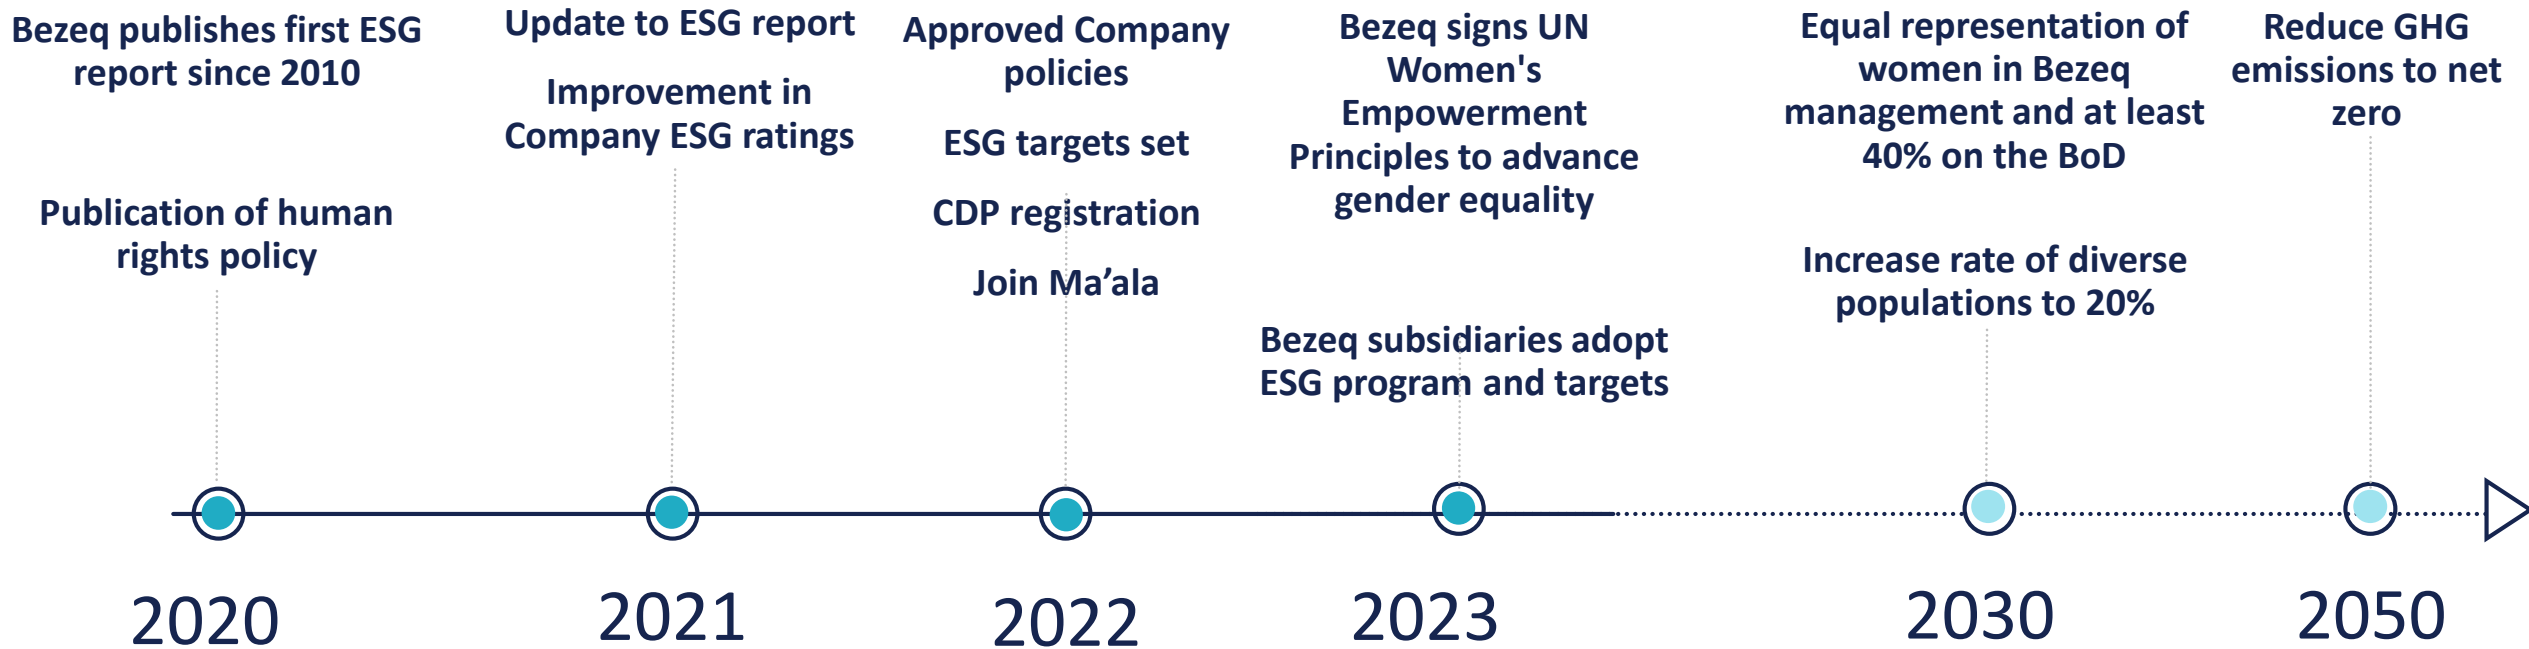 Bezeq publishes first ESG
report since 2010
Publication of human
rights policy
Update to ESG report
Improvement in
Company ESG ratings
Approved Company
policies
ESG targets set
CDP registration
Join Ma’ala
Bezeq signs UN
Women's
Empowerment
Principles to advance
gender equality
Bezeq subsidiaries adopt
ESG program and targets
Equal representation of
women in Bezeq
management and at least
40% on the BoD
Increase rate of diverse
populations to 20%
Reduce GHG
emissions to net
zero
2020
2021
2022
2023
2030
2050